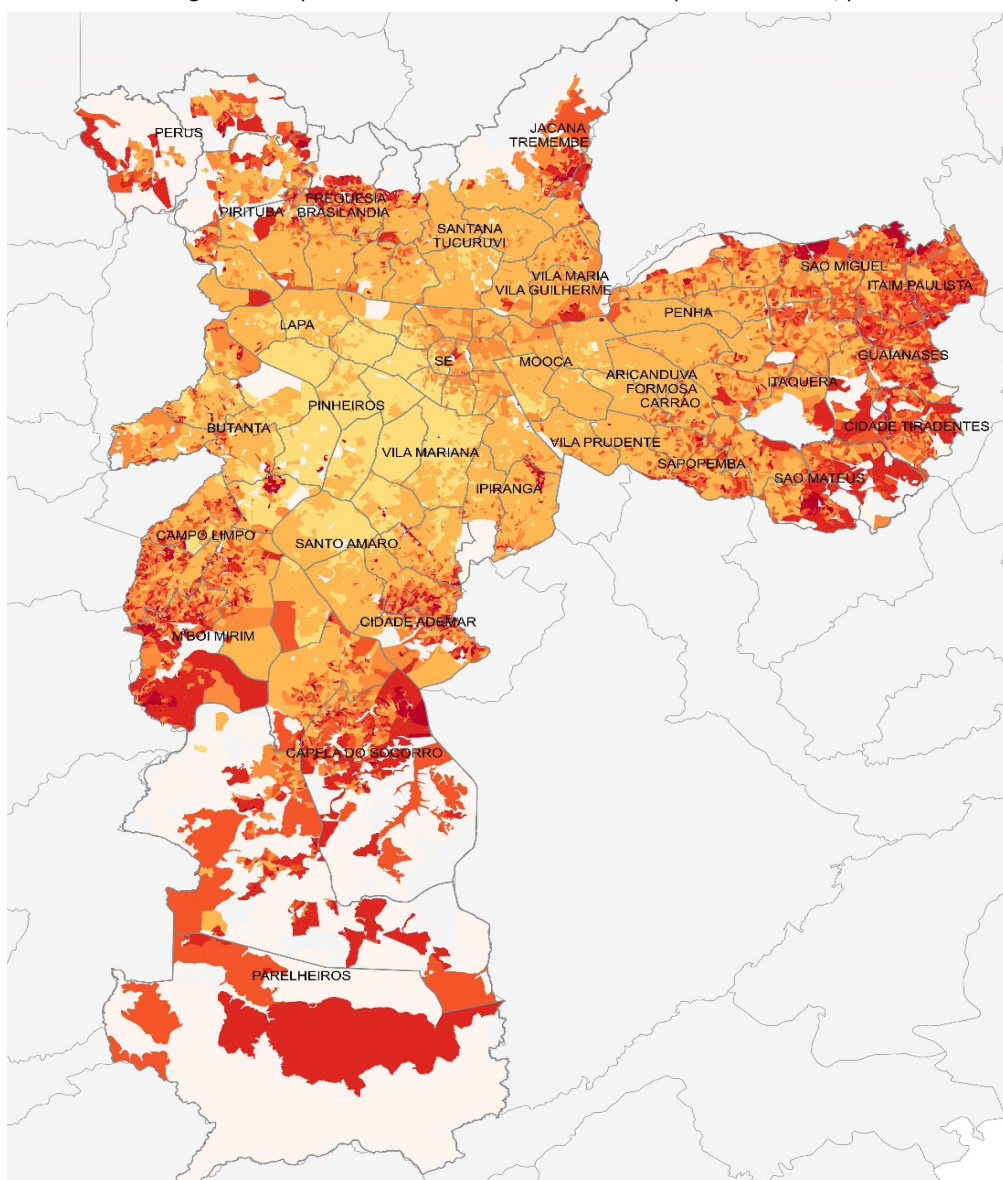 PERUS
JACANA
TREMEMBE
FREGUESIA
BRASILANDIA
PIRITUBA
SANTANA
TUCURUVI
SAO MIGUEL
VILA MARIA
VILA GUILHERME
ITAIM PAULISTA
PENHA
LAPA
SE
MOOCA
GUAIANASES
ARICANDUVA
FORMOSA
CARRAO
ITAQUERA
PINHEIROS
BUTANTA
CIDADE TIRADENTES
VILA PRUDENTE
VILA MARIANA
SAPOPEMBA
SAO MATEUS
IPIRANGA
CAMPO LIMPO
SANTO AMARO
CIDADE ADEMAR
M'BOI MIRIM
CAPELA DO SOCORRO
PARELHEIROS